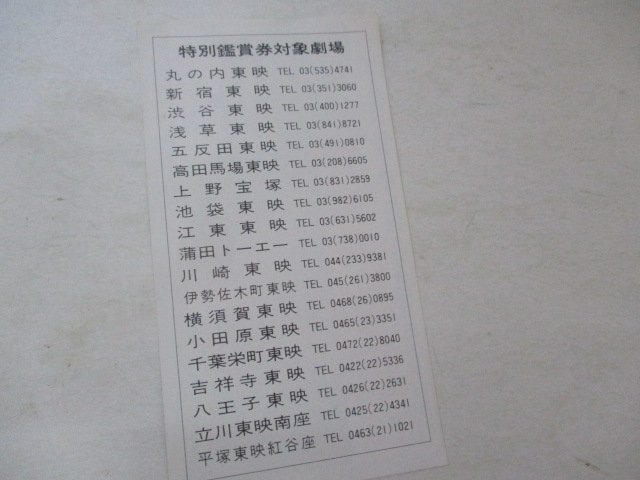 特別鑑賞券対象劇場
丸の内東映 TEL 03(535)4741
新宿東映 TEL 03(351)3060
渋谷東映 TEL 03(400)1277
浅草東映 TEL 03(841)8721
五反田東映 TEL 03(491)0810
高田馬場東映 TEL 03(208)6605
上野宝塚 TEL 03(831)2859
池袋東映 TEL 03(982)6105
江東東映 TEL 03(631)5602
蒲田トーエー TEL 03(738)0010
川崎東映 TEL 044(233)9381
伊勢佐木町東映 TEL 045(261)3800
横須賀東映 TEL 0468(26)0895
小田原東映 TEL 0465(23)3351
千葉栄町東映 TEL 0472(22)8040
吉祥寺東映 TEL 0422(22)5336
八王子東映 TEL 0426(22)2631
立川東映南座 TEL 0425(22)4341
平塚東映紅谷座 TEL 0463(21)1021